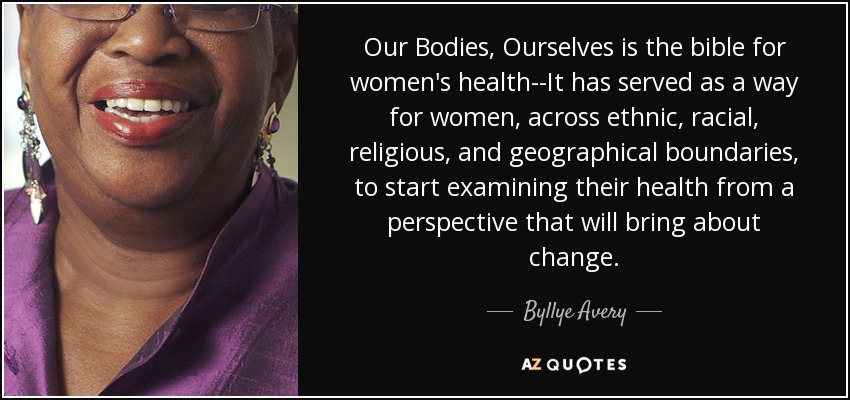 Our Bodies, Ourselves is the bible for
women's health--It has served as a way
for women, across ethnic, racial,
religious, and geographical boundaries,
to start examining their health from a
perspective that will bring about
change.
Byllye Avery
AZ QUOTES